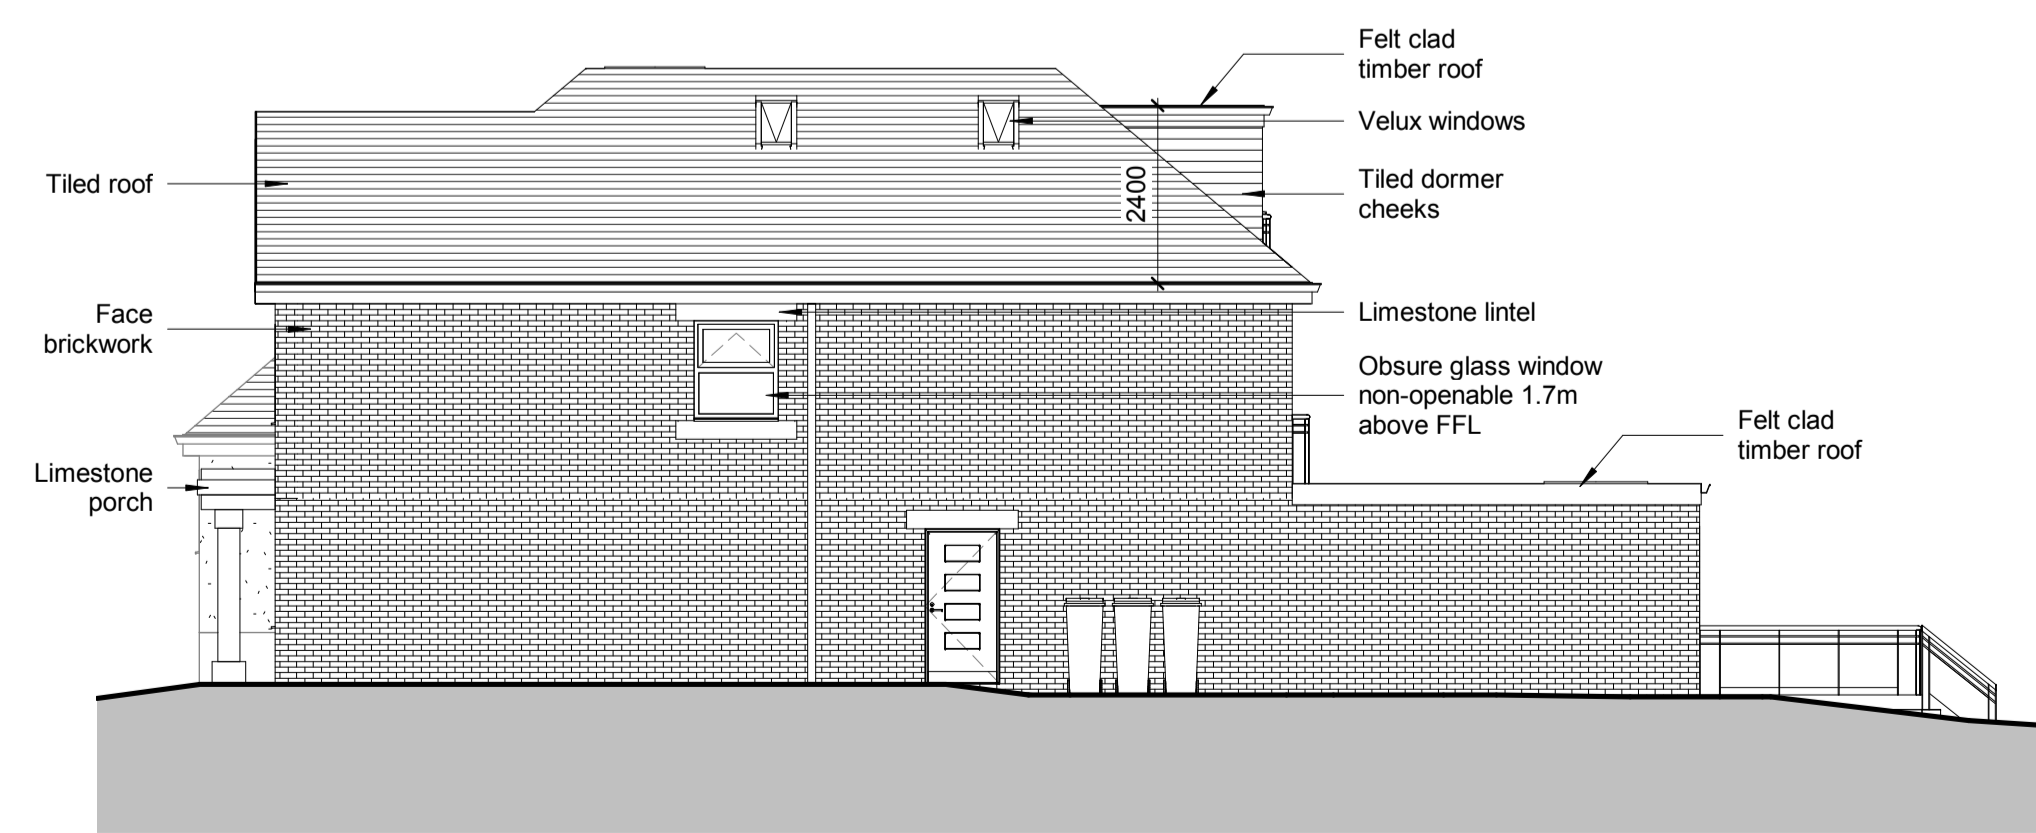 Felt clad
timber roof
Velux windows
Tiled roof
Tiled dormer
cheeks
2400
Face
brickwork
Limestone lintel
Obsure glass window
non-openable 1.7m
above FFL
Felt clad
timber roof
Limestone
porch